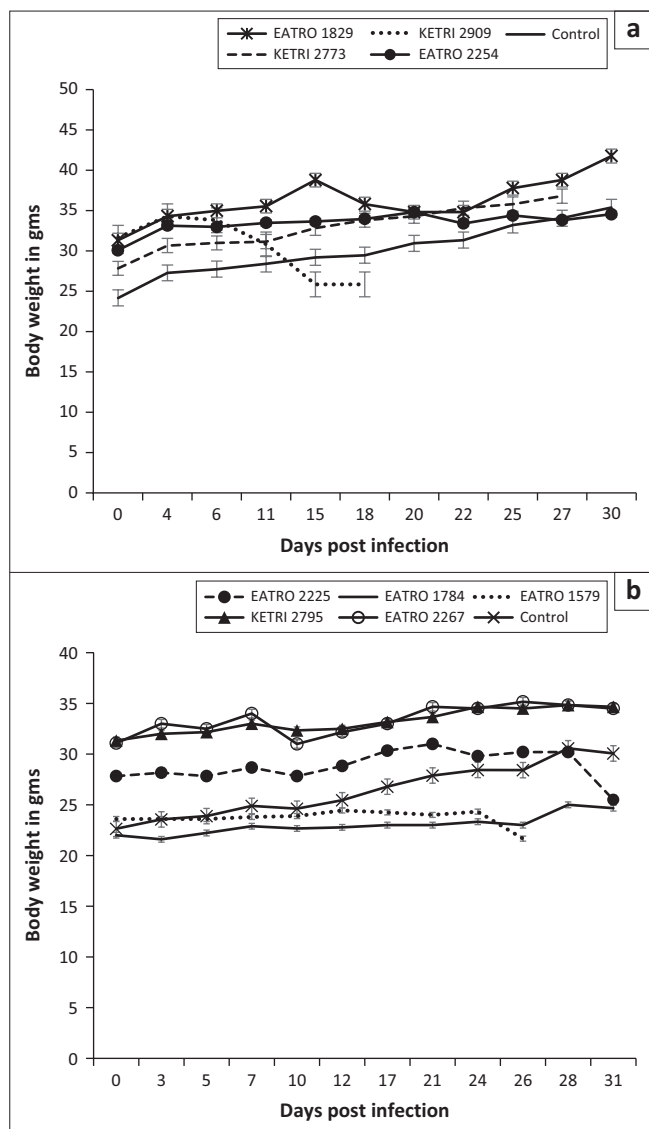 EATRO 1829 KETRI 2909 Control a
KETRI 2773 EATRO 2254
50
45
40
35
30
25
20
15
10
5
0
Body weight in gms
0 4 6 11 15 18 20 22 25 27 30
Days post infection
b
EATRO 2225 EATRO 1784 EATRO 1579
KETRI 2795 EATRO 2267 Control
40
35
30
25
20
15
10
5
0
Body weight in gms
0 3 5 7 10 12 17 21 24 26 28 31
Days post infection